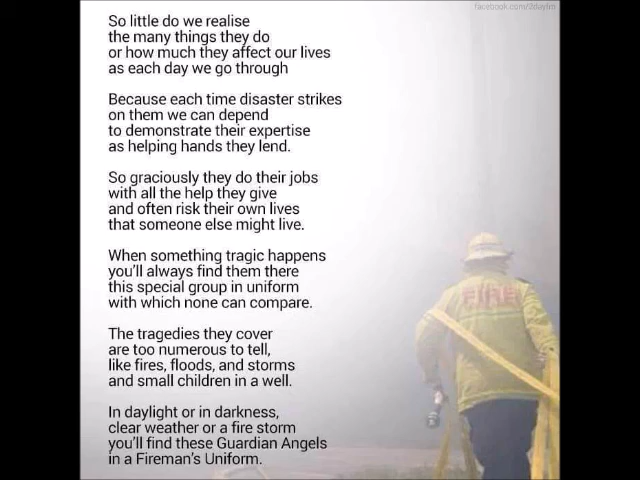 facebook.com/2dayfm
So little do we realise
the many things they do
or how much they affect our lives
as each day we go through
Because each time disaster strikes
on them we can depend
to demonstrate their expertise
as helping hands they lend.
So graciously they do their jobs
with all the help they give
and often risk their own lives
that someone else might live.
When something tragic happens
you'll always find them there
this special group in uniform
with which none can compare.
The tragedies they cover
are too numerous to tell,
like fires, floods, and storms
and small children in a well.
In daylight or in darkness,
clear weather or a fire storm
you'll find these Guardian Angels
in a Fireman's Uniform.
FIRE